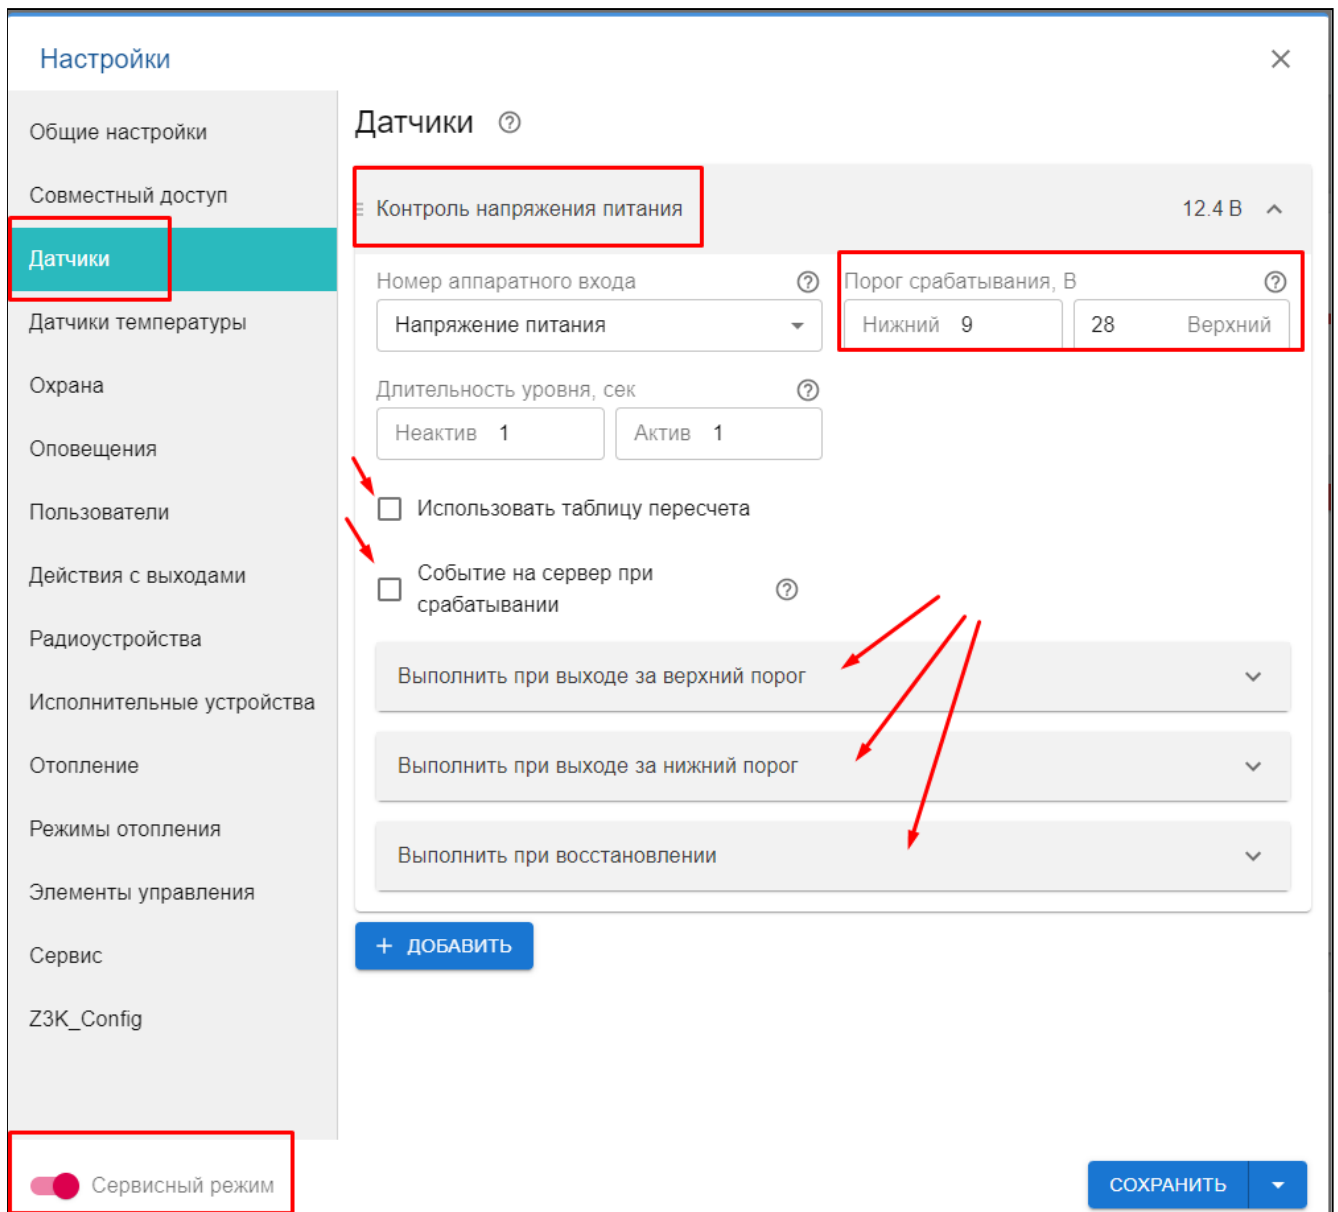 Настройки
Общие настройки
Совместный доступ
Датчики
Датчики температуры
Охрана
Оповещения
Пользователи
Действия с выходами
Радиоустройства
Исполнительные устройства
Отопление
Режимы отопления
Элементы управления
Сервис
Z3K_Config
Сервисный режим
Датчики
Контроль напряжения питания 12.4 В
Номер аппаратного входа
Напряжение питания
Порог срабатывания, В
Нижний 9 28 Верхний
Длительность уровня, сек
Неактив 1 Актив 1
Использовать таблицу пересчета
Событие на сервер при
срабатывании
Выполнить при выходе за верхний порог
Выполнить при выходе за нижний порог
Выполнить при восстановлении
+ ДОБАВИТЬ
СОХРАНИТЬ